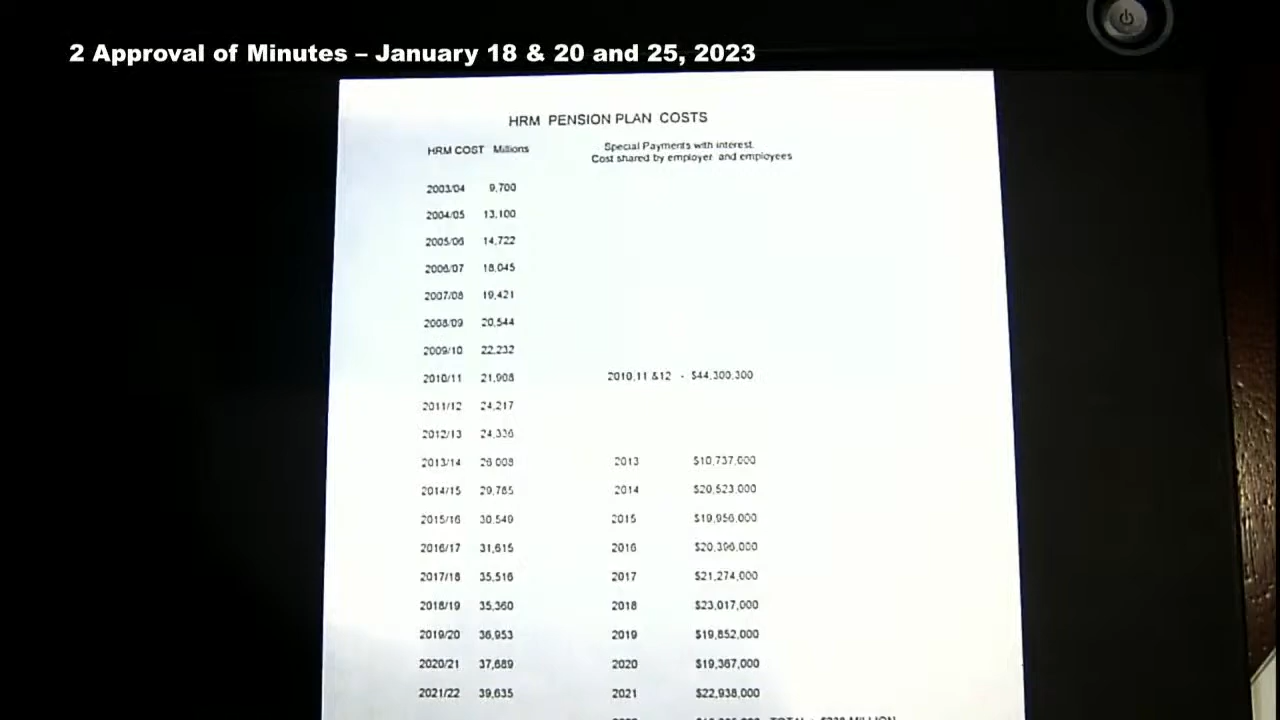 2 Approval of Minutes – January 18 & 20 and 25, 2023
HRM PENSION PLAN COSTS
HRM COST Millions
Special Payments with interest
Cost shared by employer and employees
2003/04 9,700
2004/05 13,100
2005/06 14,722
2006/07 18,045
2007/08 19,421
2008/09 20,544
2009/10 22,232
2010/11 21,908 2010,11 &12 - $44,300,300
2011/12 24,217
2012/13 24,336
2013/14 26 008 2013 $10,737,000
2014/15 29,785 2014 $20,523,000
2015/16 30,549 2015 $19,956,000
2016/17 31,615 2016 $20,306,000
2017/18 35,516 2017 $21,274,000
2018/19 35,360 2018 $23,017,000
2019/20 36,953 2019 $19,852,000
2020/21 37,689 2020 $19,367,000
2021/22 39,635 2021 $22,938,000